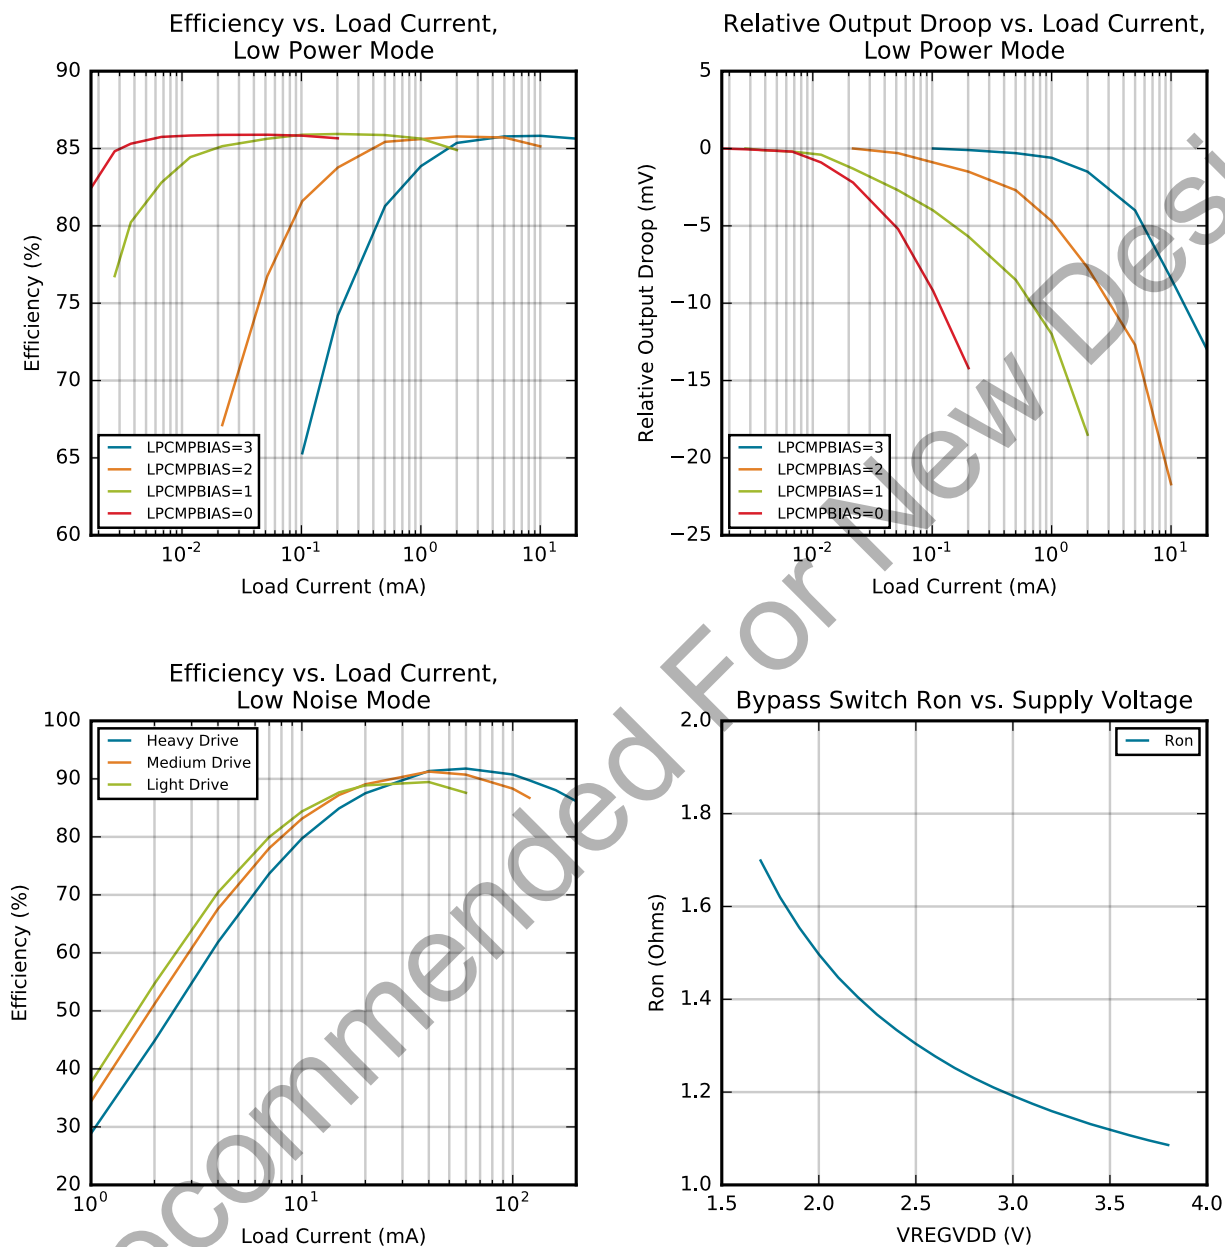 Efficiency vs. Load Current,
Low Power Mode
90
85
80
75
70
65
60
Efficiency (%)
LPCMPBIAS=3
LPCMPBIAS=2
LPCMPBIAS=1
LPCMPBIAS=0
10⁻² 10⁻¹ 10⁰ 10¹
Load Current (mA)
Relative Output Droop vs. Load Current,
Low Power Mode
5
0
−5
−10
−15
−20
−25
Relative Output Droop (mV)
LPCMPBIAS=3
LPCMPBIAS=2
LPCMPBIAS=1
LPCMPBIAS=0
10⁻² 10⁻¹ 10⁰ 10¹
Load Current (mA)
Efficiency vs. Load Current,
Low Noise Mode
100
90
80
70
60
50
40
30
20
Efficiency (%)
Heavy Drive
Medium Drive
Light Drive
10⁰ 10¹ 10²
Load Current (mA)
Bypass Switch Ron vs. Supply Voltage
2.0
1.8
1.6
1.4
1.2
1.0
Ron (Ohms)
Ron
1.5 2.0 2.5 3.0 3.5 4.0
VREGVDD (V)
ecommended For New Desi